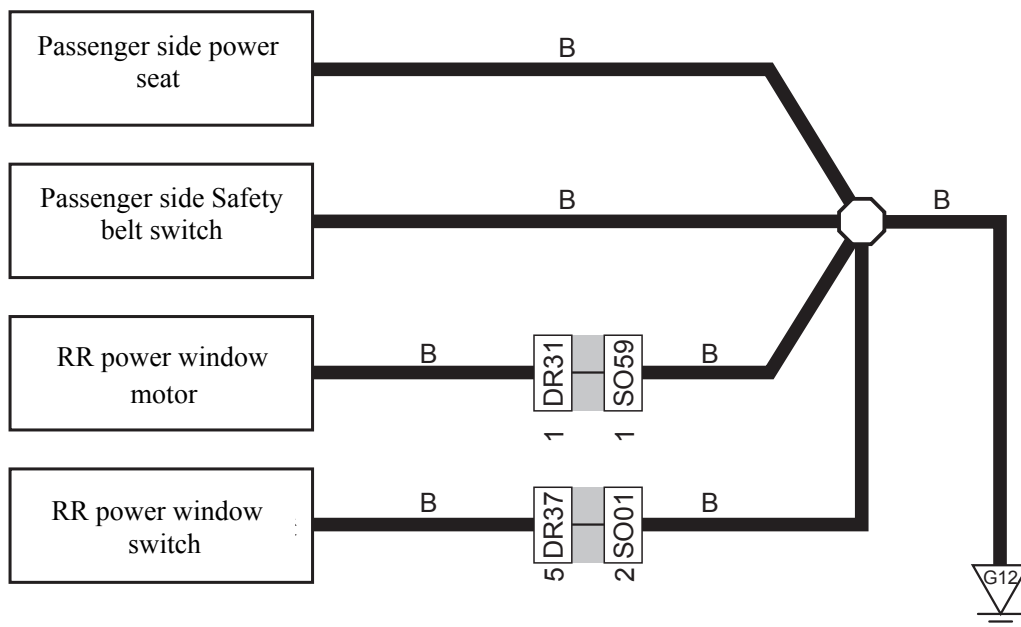 Passenger side power
seat
B
Passenger side Safety
belt switch
B
B
RR power window
motor
B
DR31
SO59
B
1
1
RR power window
switch
B
DR37
SO01
B
5
2
G12